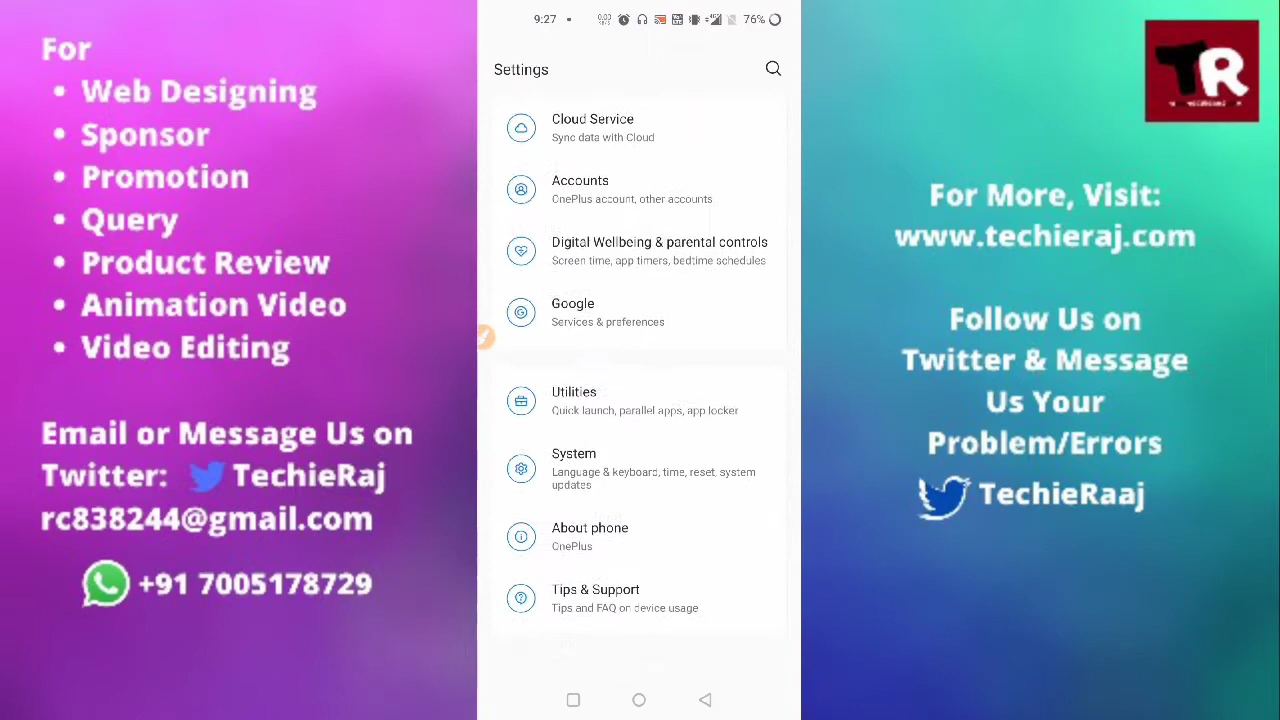 For
• Web Designing
• Sponsor
• Promotion
• Query
• Product Review
• Animation Video
• Video Editing
Email or Message Us on
Twitter: TechieRaj
rc838244@gmail.com
+91 7005178729
9:27
76%
Settings
Cloud Service
Sync data with Cloud
Accounts
OnePlus account, other accounts
Digital Wellbeing & parental controls
Screen time, app timers, bedtime schedules
Google
Services & preferences
Utilities
Quick launch, parallel apps, app locker
System
Language & keyboard, time, reset, system
updates
About phone
OnePlus
Tips & Support
Tips and FAQ on device usage
TR
For More, Visit:
www.techieraj.com
Follow Us on
Twitter & Message
Us Your
Problem/Errors
TechieRaaj